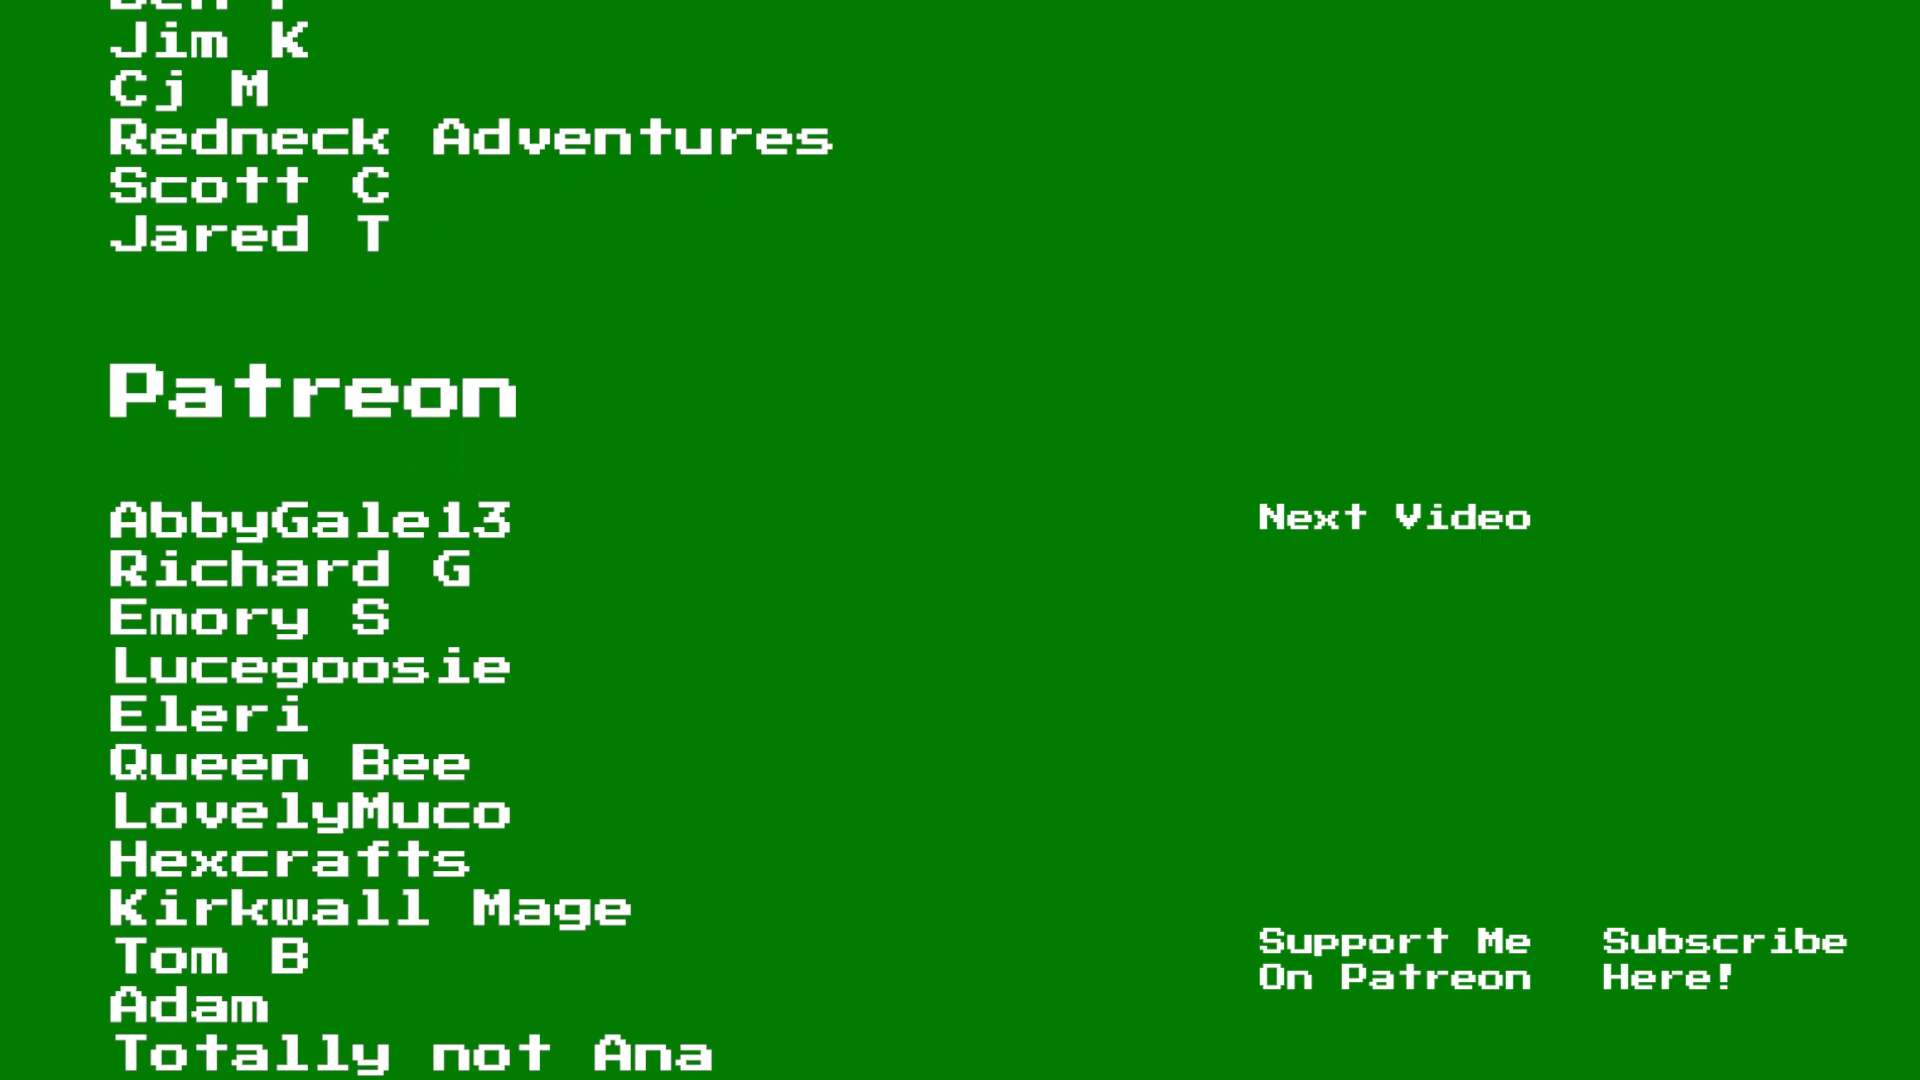 Jim K
Cj M
Redneck Adventures
Scott C
Jared T
Patreon
AbbyGale13
Richard G
Emory S
Lucegoosie
Eleri
Queen Bee
LovelyMuco
Hexcrafts
Kirkwall Mage
Tom B
Adam
Totally not Ana
Next Video
Support Me
On Patreon
Subscribe
Here!